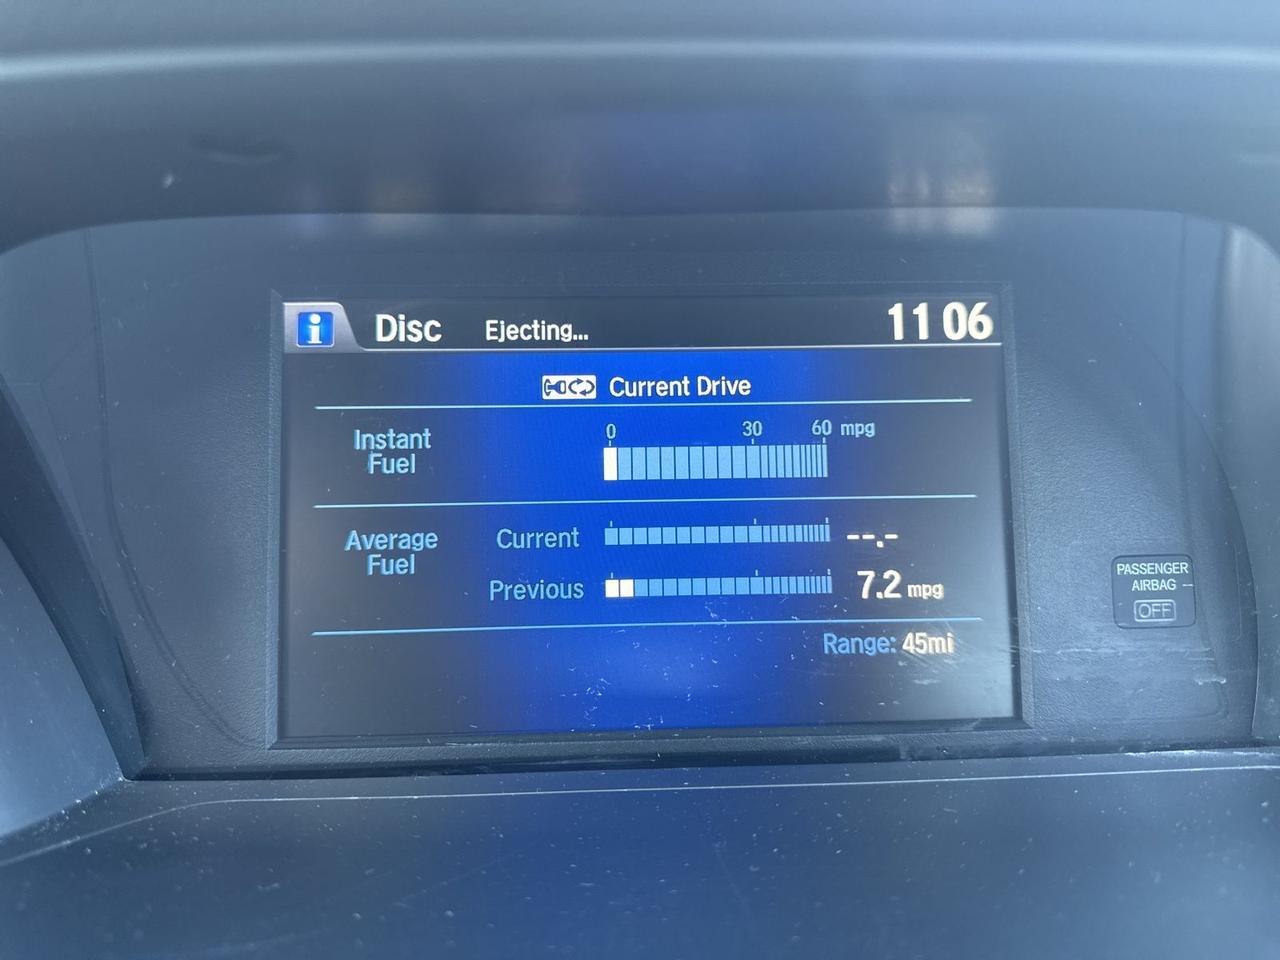 i Disc Ejecting... 11 06
Current Drive
0 30 60 mpg
Instant
Fuel
Average
Fuel
Current --.-
Previous 7.2 mpg
Range: 45mi
PASSENGER
AIRBAG
OFF